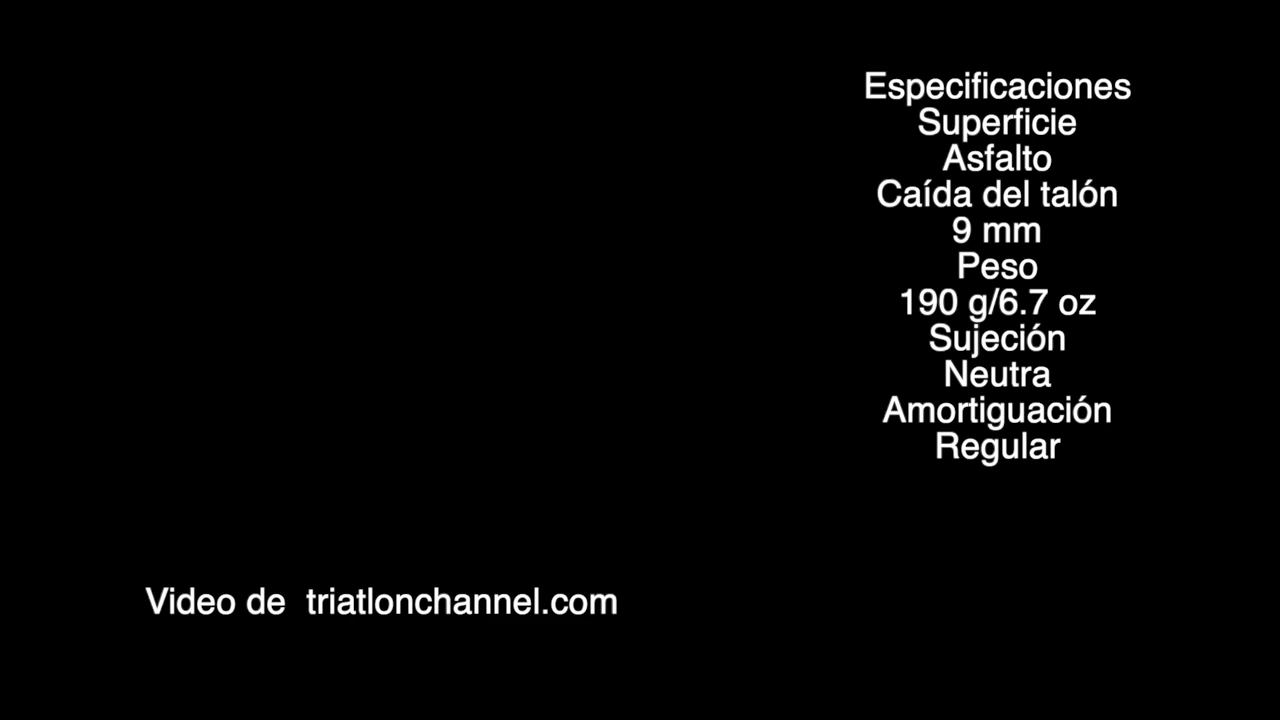 Especificaciones
Superficie
Asfalto
Caída del talón
9 mm
Peso
190 g/6.7 oz
Sujeción
Neutra
Amortiguación
Regular
Video de  triatlonchannel.com